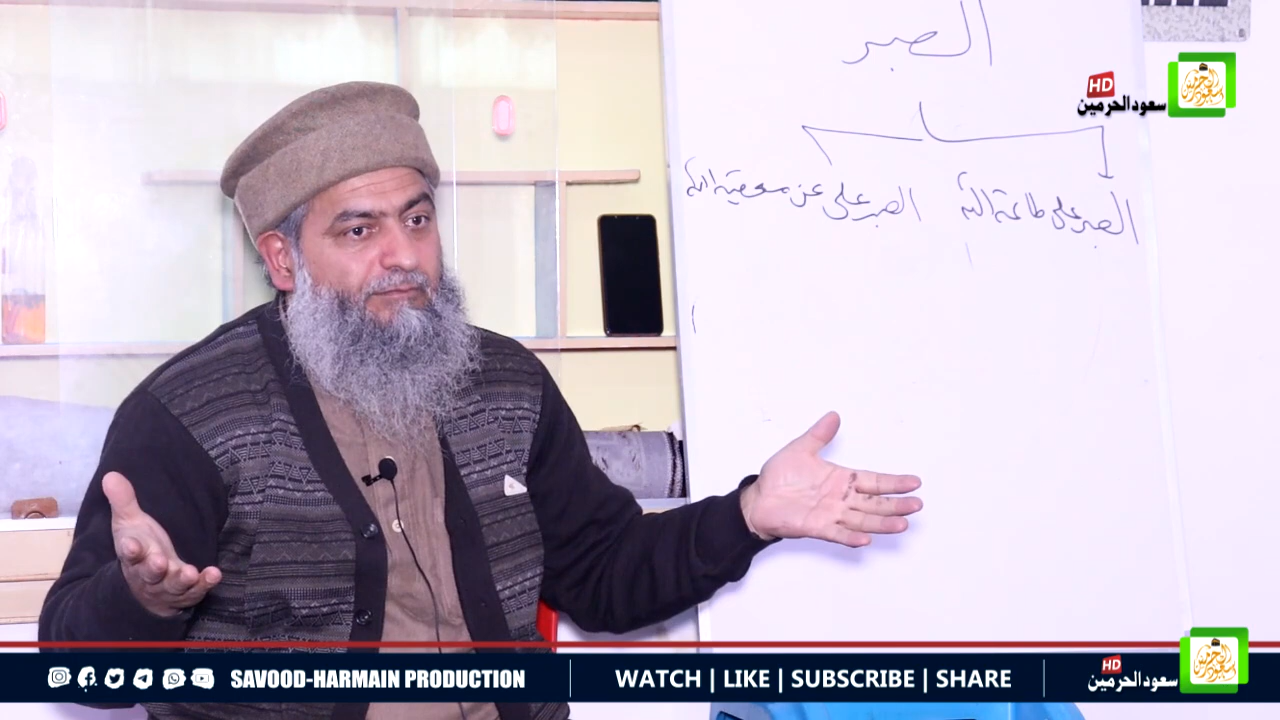 الصبر
الصبر على طاعة الله
الصبر على عن معصية الله
HD
سعود الحرمين
SAVOOD-HARMAIN PRODUCTION
WATCH | LIKE | SUBSCRIBE | SHARE
HD
سعود الحرمين